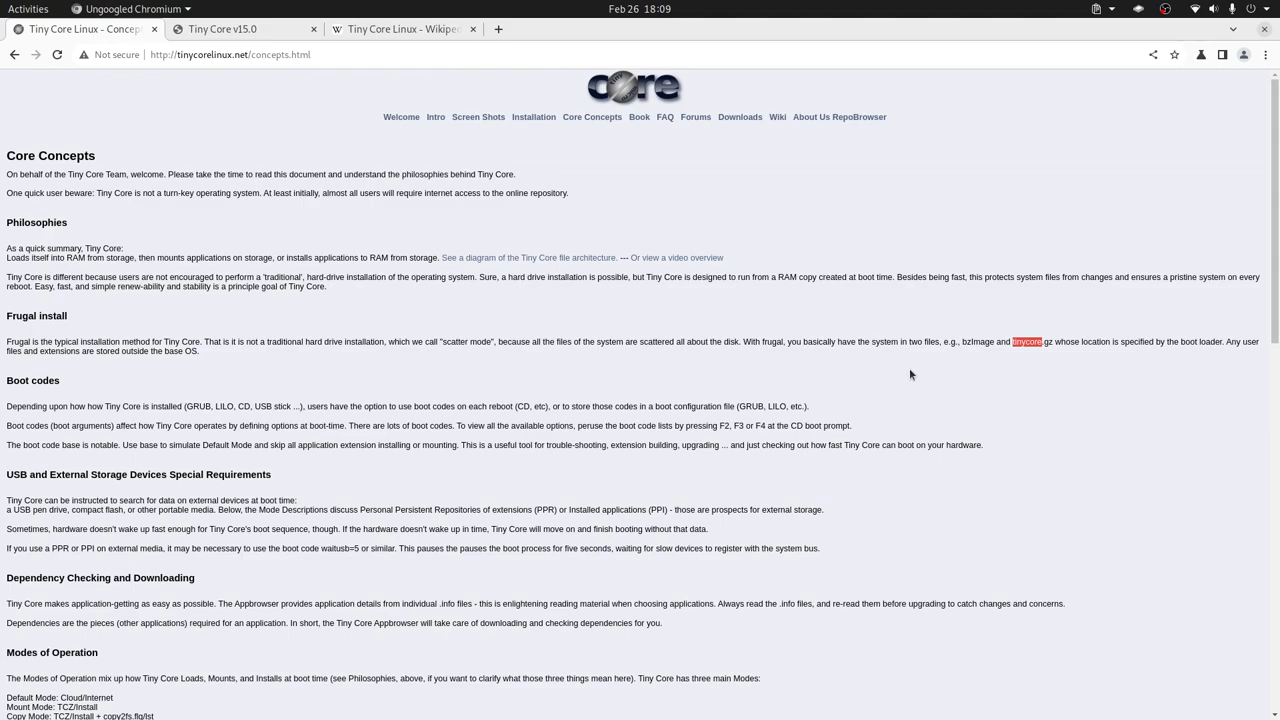 Activities
Ungoogled Chromium
Feb 26 18:09
Tiny Core Linux - Concep
Tiny Core v15.0
Tiny Core Linux - Wikiped
Not secure
http://tinycorelinux.net/concepts.html
core
Welcome Intro Screen Shots Installation Core Concepts Book FAQ Forums Downloads Wiki About Us RepoBrowser
Core Concepts
On behalf of the Tiny Core Team, welcome. Please take the time to read this document and understand the philosophies behind Tiny Core.
One quick user beware: Tiny Core is not a turn-key operating system. At least initially, almost all users will require internet access to the online repository.
Philosophies
As a quick summary, Tiny Core:
Loads itself into RAM from storage, then mounts applications on storage, or installs applications to RAM from storage. See a diagram of the Tiny Core file architecture. --- Or view a video overview
Tiny Core is different because users are not encouraged to perform a 'traditional', hard-drive installation of the operating system. Sure, a hard drive installation is possible, but Tiny Core is designed to run from a RAM copy created at boot time. Besides being fast, this protects system files from changes and ensures a pristine system on every
reboot. Easy, fast, and simple renew-ability and stability is a principle goal of Tiny Core.
Frugal install
Frugal is the typical installation method for Tiny Core. That is it is not a traditional hard drive installation, which we call "scatter mode", because all the files of the system are scattered all about the disk. With frugal, you basically have the system in two files, e.g., bzImage and tinycore.gz whose location is specified by the boot loader. Any user
files and extensions are stored outside the base OS.
Boot codes
Depending upon how how Tiny Core is installed (GRUB, LILO, CD, USB stick ...), users have the option to use boot codes on each reboot (CD, etc), or to store those codes in a boot configuration file (GRUB, LILO, etc.).
Boot codes (boot arguments) affect how Tiny Core operates by defining options at boot-time. There are lots of boot codes. To view all the available options, peruse the boot code lists by pressing F2, F3 or F4 at the CD boot prompt.
The boot code base is notable. Use base to simulate Default Mode and skip all application extension installing or mounting. This is a useful tool for trouble-shooting, extension building, upgrading ... and just checking out how fast Tiny Core can boot on your hardware.
USB and External Storage Devices Special Requirements
Tiny Core can be instructed to search for data on external devices at boot time:
a USB pen drive, compact flash, or other portable media. Below, the Mode Descriptions discuss Personal Persistent Repositories of extensions (PPR) or Installed applications (PPI) - those are prospects for external storage.
Sometimes, hardware doesn't wake up fast enough for Tiny Core's boot sequence, though. If the hardware doesn't wake up in time, Tiny Core will move on and finish booting without that data.
If you use a PPR or PPI on external media, it may be necessary to use the boot code waitusb=5 or similar. This pauses the pauses the boot process for five seconds, waiting for slow devices to register with the system bus.
Dependency Checking and Downloading
Tiny Core makes application-getting as easy as possible. The Appbrowser provides application details from individual .info files - this is enlightening reading material when choosing applications. Always read the .info files, and re-read them before upgrading to catch changes and concerns.
Dependencies are the pieces (other applications) required for an application. In short, the Tiny Core Appbrowser will take care of downloading and checking dependencies for you.
Modes of Operation
The Modes of Operation mix up how Tiny Core Loads, Mounts, and Installs at boot time (see Philosophies, above, if you want to clarify what those three things mean here). Tiny Core has three main Modes:
Default Mode: Cloud/Internet
Mount Mode: TCZ/Install
Copy Mode: TCZ/Install + copy2fs.flg/lst